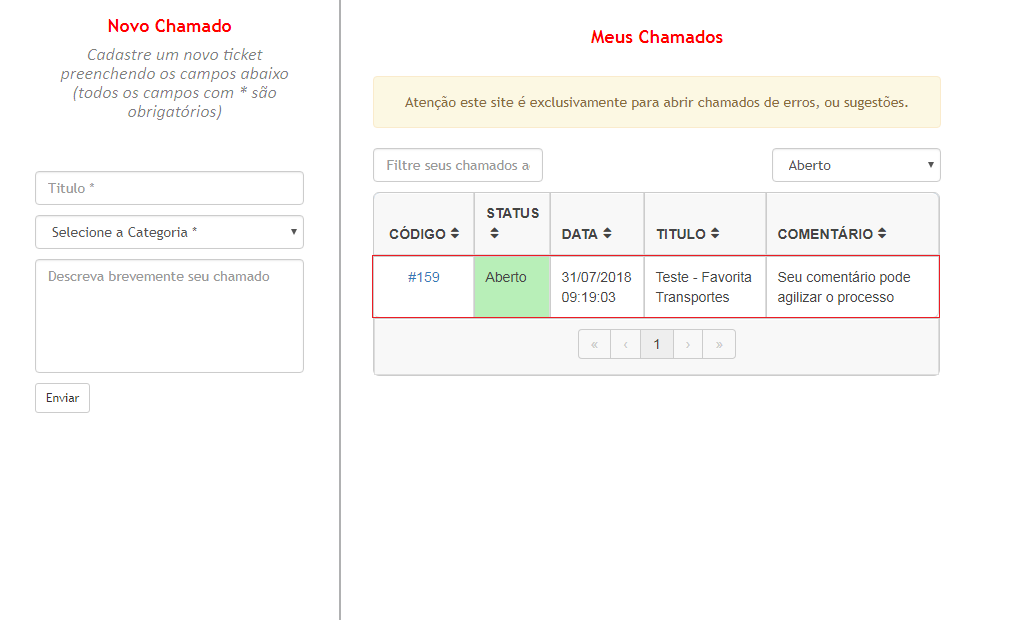 Novo Chamado
Cadastre um novo ticket
preenchendo os campos abaixo
(todos os campos com * são
obrigatórios)
Titulo *
Selecione a Categoria *
Descreva brevemente seu chamado
Enviar
Meus Chamados
Atenção este site é exclusivamente para abrir chamados de erros, ou sugestões.
Filtre seus chamados a
Aberto
CÓDIGO STATUS DATA TITULO COMENTÁRIO
#159 Aberto 31/07/2018 Teste - Favorita Seu comentário pode
09:19:03 Transportes agilizar o processo
« ‹ 1 › »